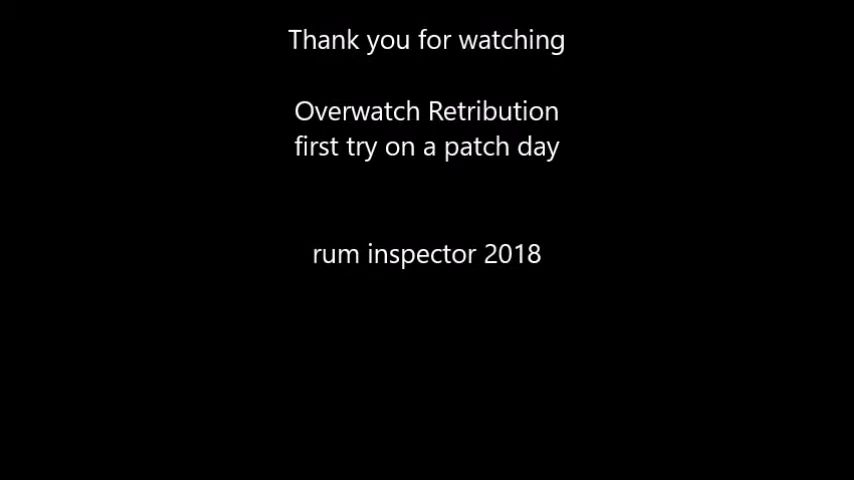 Thank you for watching
Overwatch Retribution
first try on a patch day
rum inspector 2018